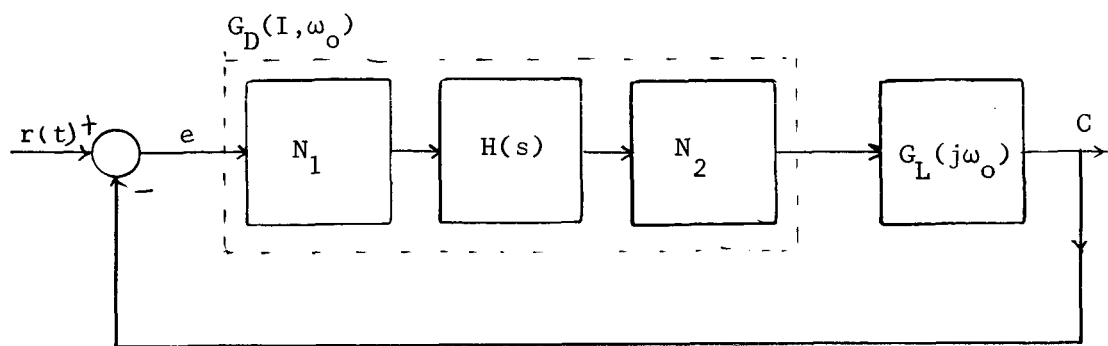 G_D(I,ω_o)
r(t) + e N_1 H(s) N_2 G_L(jω_o) C
−